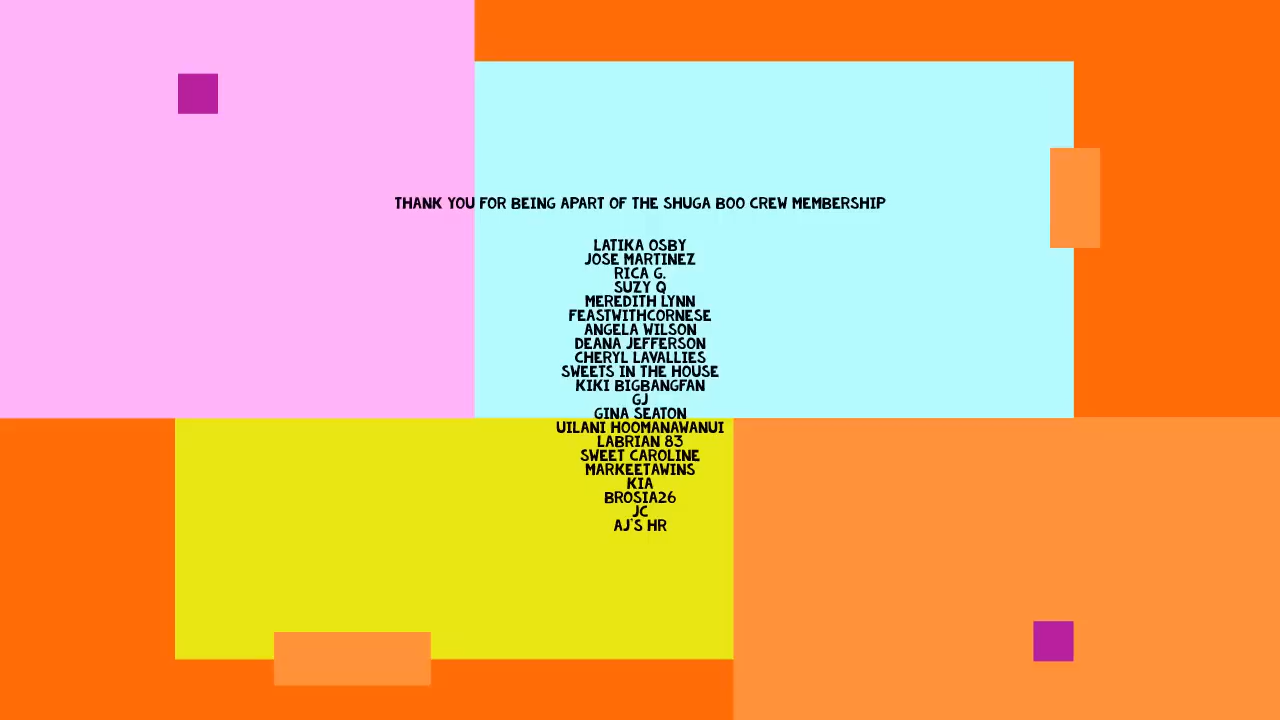 THANK YOU FOR BEING APART OF THE SHUGA BOO CREW MEMBERSHIP
LATIKA OSBY
JOSE MARTINEZ
RICA G.
SUZY Q
MEREDITH LYNN
FEASTWITHCORNESE
ANGELA WILSON
DEANA JEFFERSON
CHERYL LAVALLIES
SWEETS IN THE HOUSE
KIKI BIGBANGFAN
GJ
GINA SEATON
UILANI HOOMANAWANUI
LABRIAN 83
SWEET CAROLINE
MARKEETAWINS
KIA
BROSIA26
JC
AJ'S HR